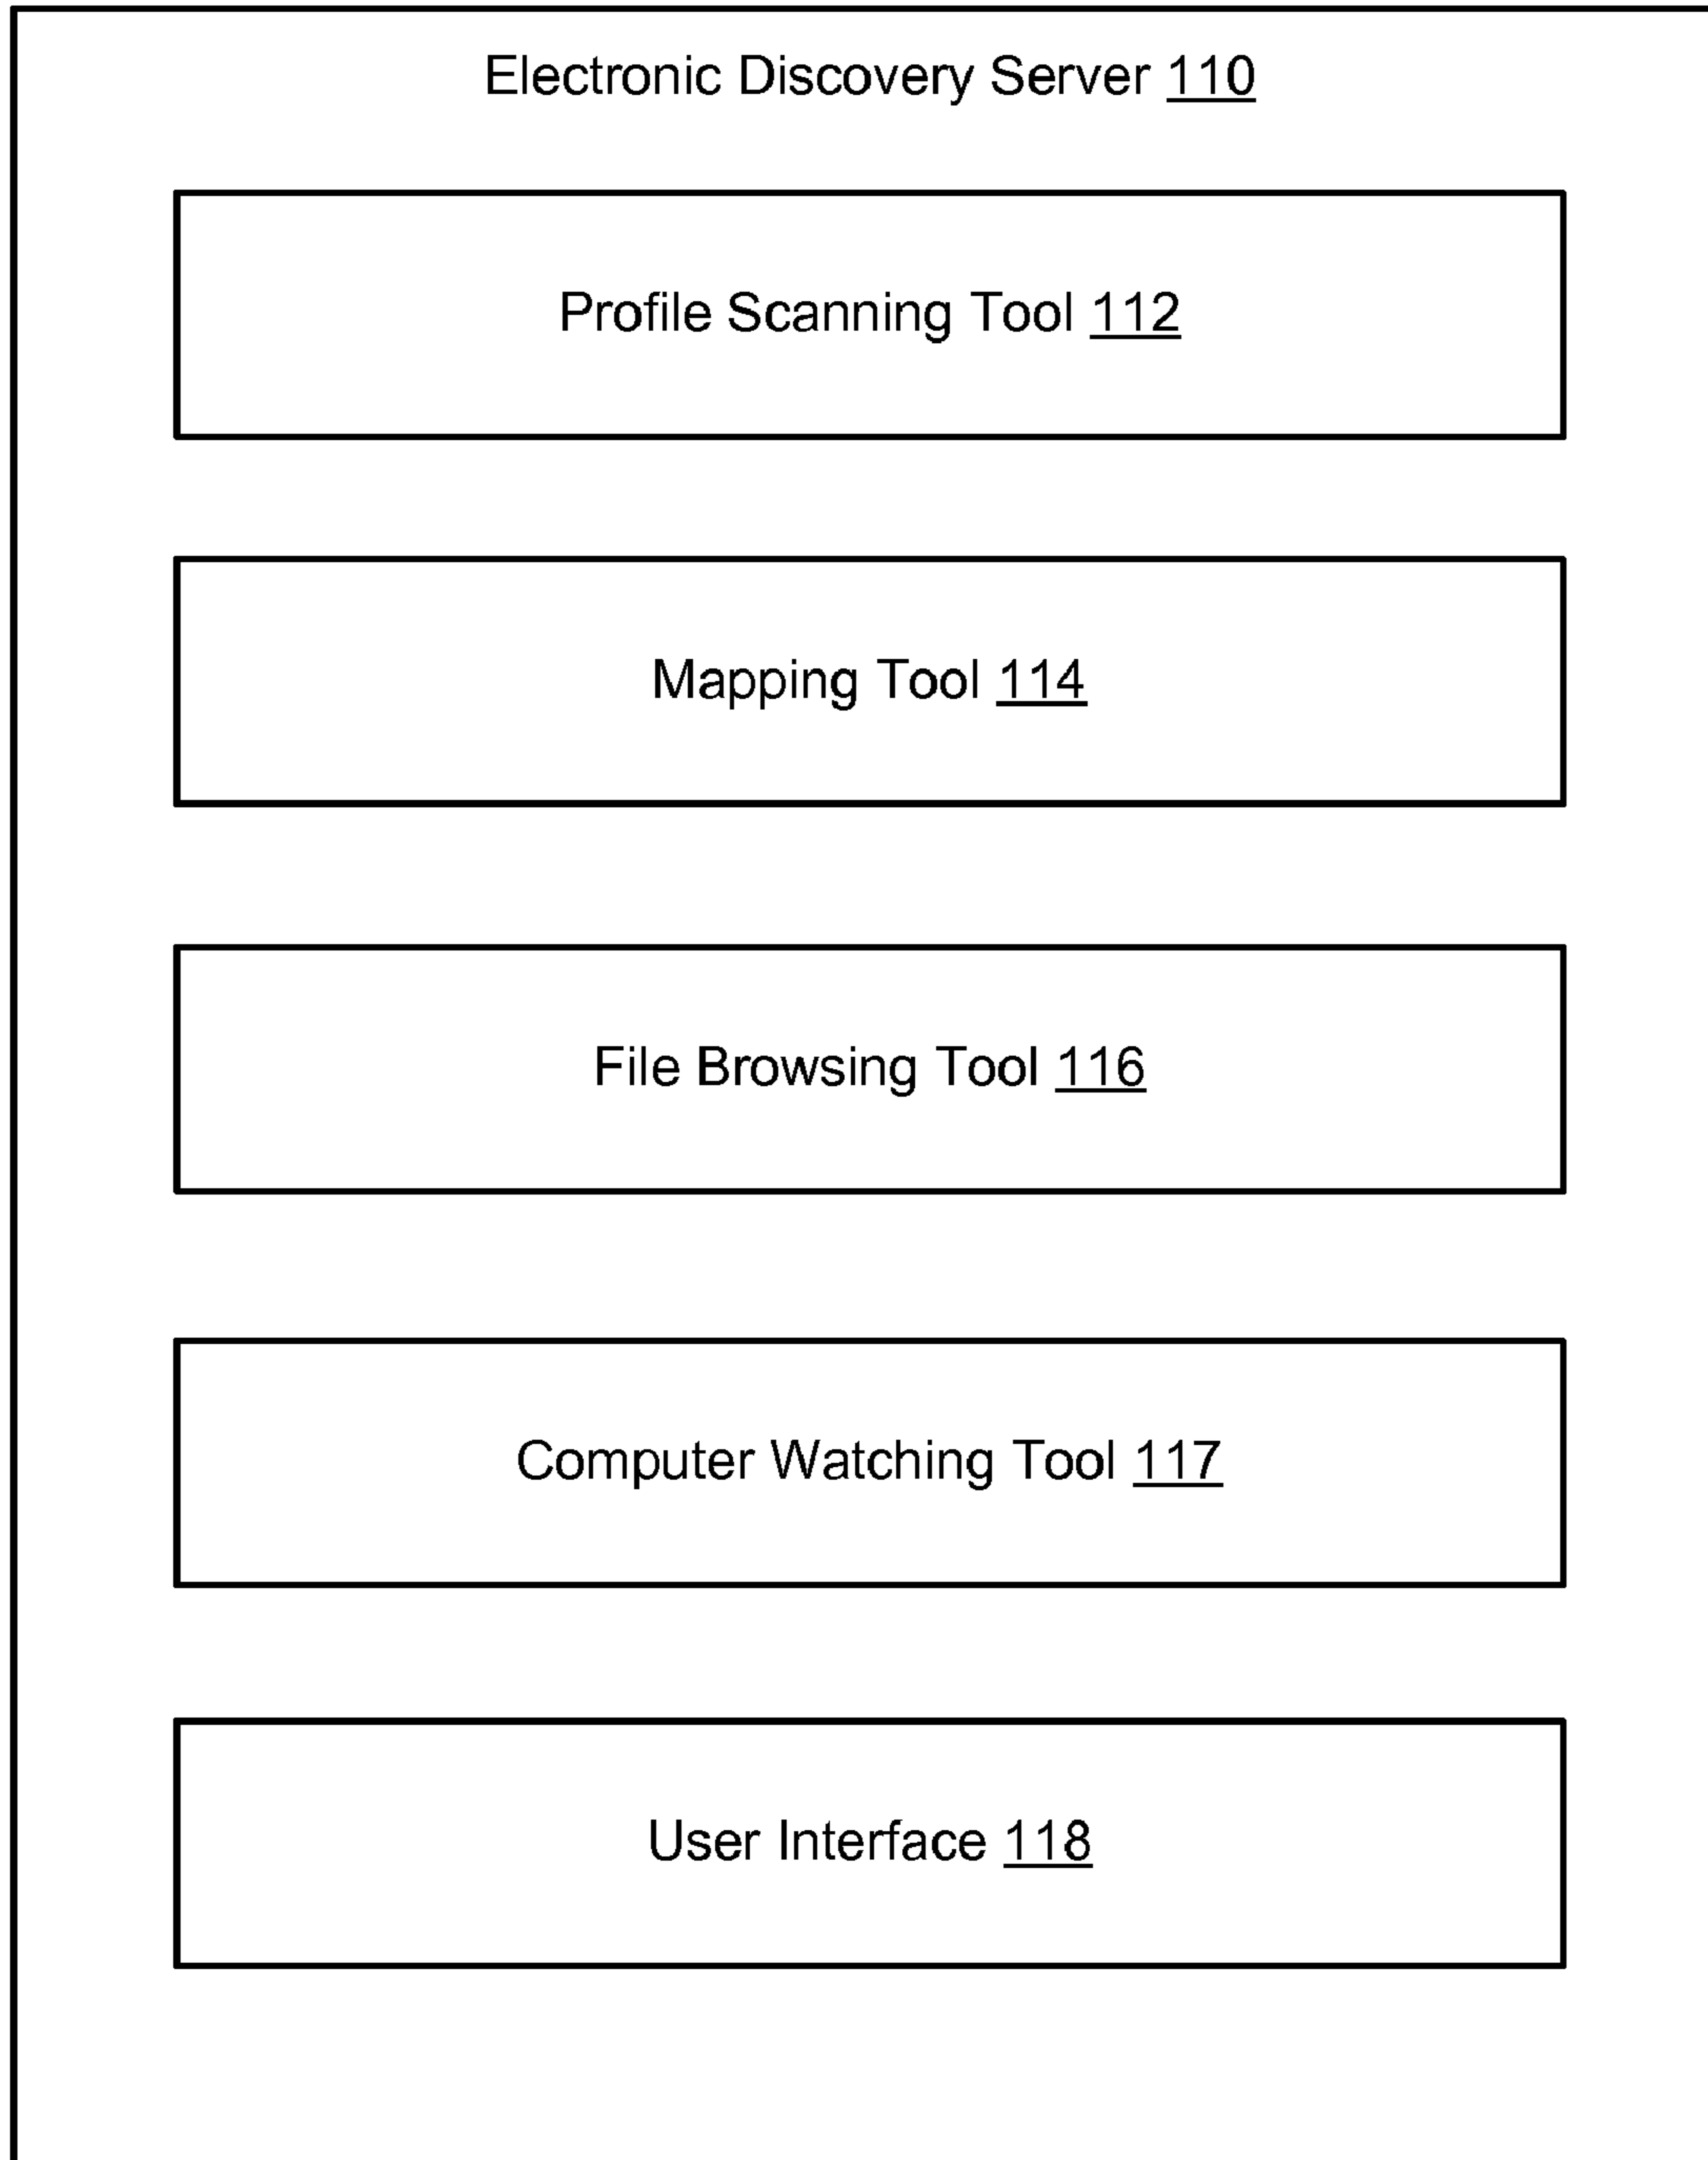 Electronic Discovery Server 110
Profile Scanning Tool 112
Mapping Tool 114
File Browsing Tool 116
Computer Watching Tool 117
User Interface 118